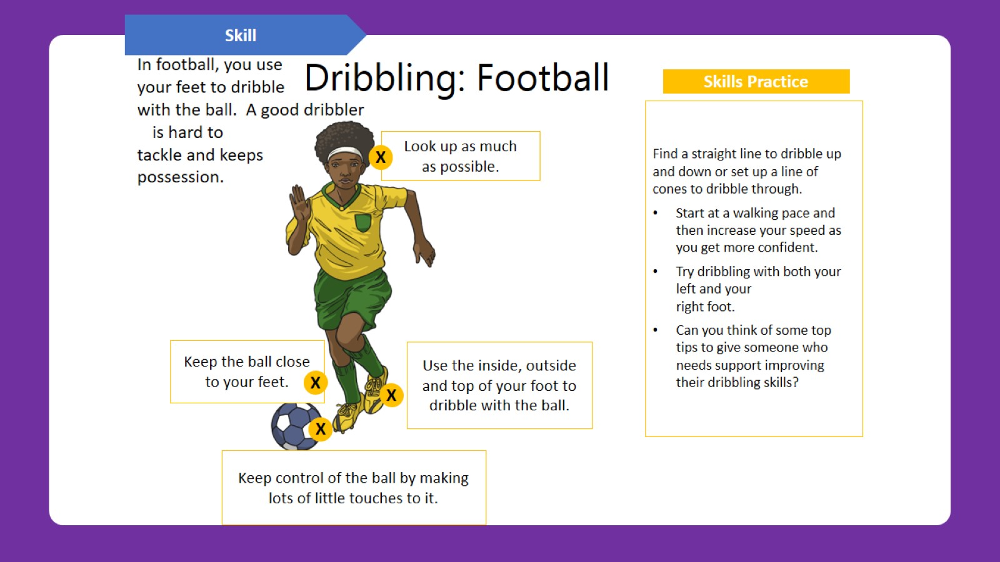 Skill
In football, you use
your feet to dribble
with the ball.  A good dribbler
is hard to
tackle and keeps
possession.
Dribbling: Football
X
Look up as much
as possible.
Keep the ball close
to your feet.
X
X
Use the inside, outside
and top of your foot to
dribble with the ball.
X
Keep control of the ball by making
lots of little touches to it.
Skills Practice
Find a straight line to dribble up
and down or set up a line of
cones to dribble through.
• Start at a walking pace and
then increase your speed as
you get more confident.
• Try dribbling with both your
left and your
right foot.
• Can you think of some top
tips to give someone who
needs support improving
their dribbling skills?